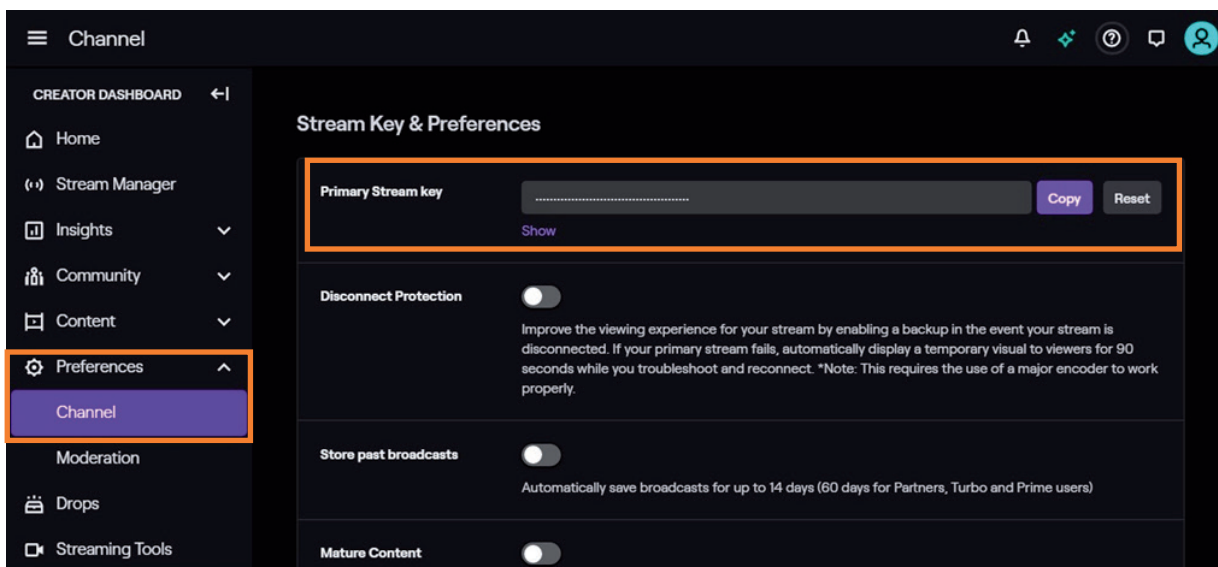 Channel
CREATOR DASHBOARD
Home
Stream Manager
Insights
Community
Content
Preferences
Channel
Moderation
Drops
Streaming Tools
Stream Key & Preferences
Primary Stream key
Copy
Reset
Show
Disconnect Protection
Improve the viewing experience for your stream by enabling a backup in the event your stream is
disconnected. If your primary stream fails, automatically display a temporary visual to viewers for 90
seconds while you troubleshoot and reconnect. *Note: This requires the use of a major encoder to work
properly.
Store past broadcasts
Automatically save broadcasts for up to 14 days (60 days for Partners, Turbo and Prime users)
Mature Content